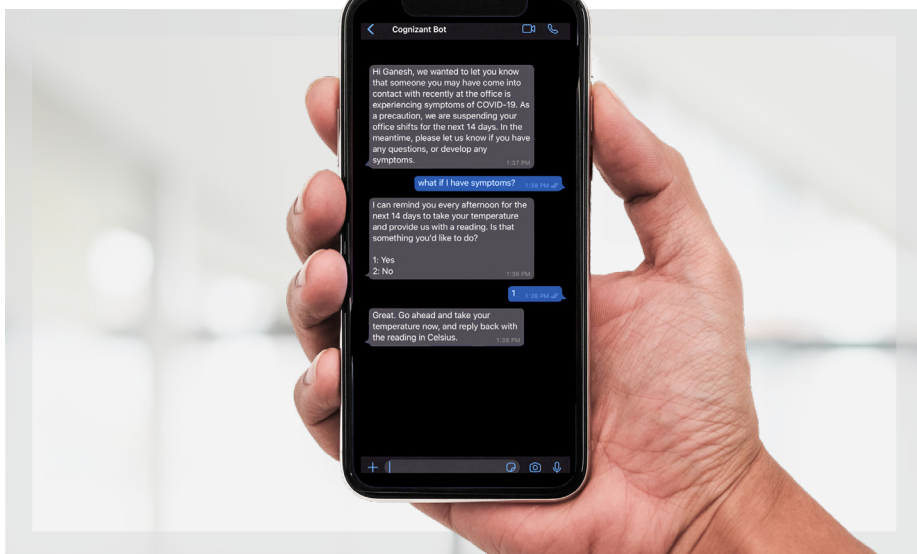 Cognizant Bot
Hi Ganesh, we wanted to let you know
that someone you may have come into
contact with recently at the office is
experiencing symptoms of COVID-19. As
a precaution, we are suspending your
office shifts for the next 14 days. In the
meantime, please let us know if you have
any questions, or develop any
symptoms. 1:37 PM
what if I have symptoms? 1:38 PM
I can remind you every afternoon for the
next 14 days to take your temperature
and provide us with a reading. Is that
something you'd like to do?
1: Yes
2: No 1:38 PM
1 1:38 PM
Great. Go ahead and take your
temperature now, and reply back with
the reading in Celsius. 1:38 PM